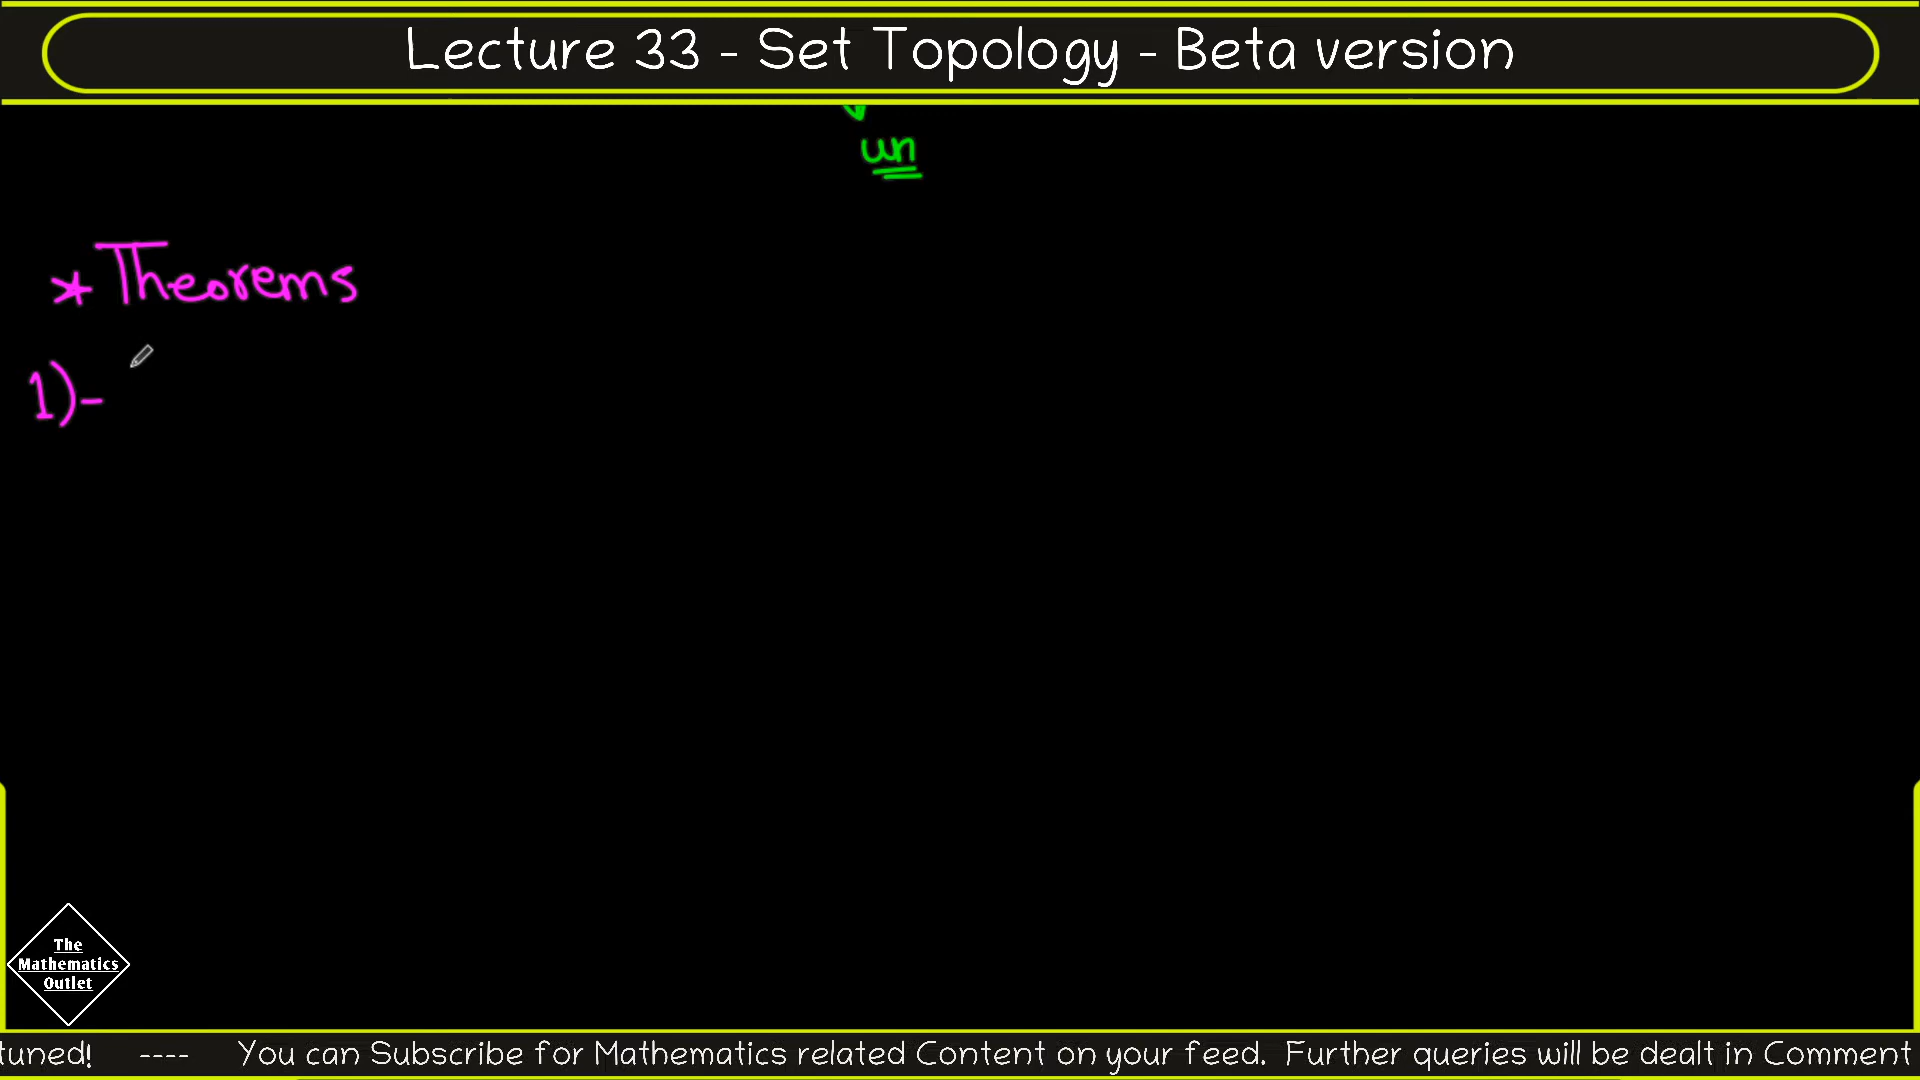 Lecture 33 - Set Topology - Beta version
un
* Theorems
1)-
The
Mathematics
Outlet
tuned! ---- You can Subscribe for Mathematics related Content on your feed. Further queries will be dealt in Comment